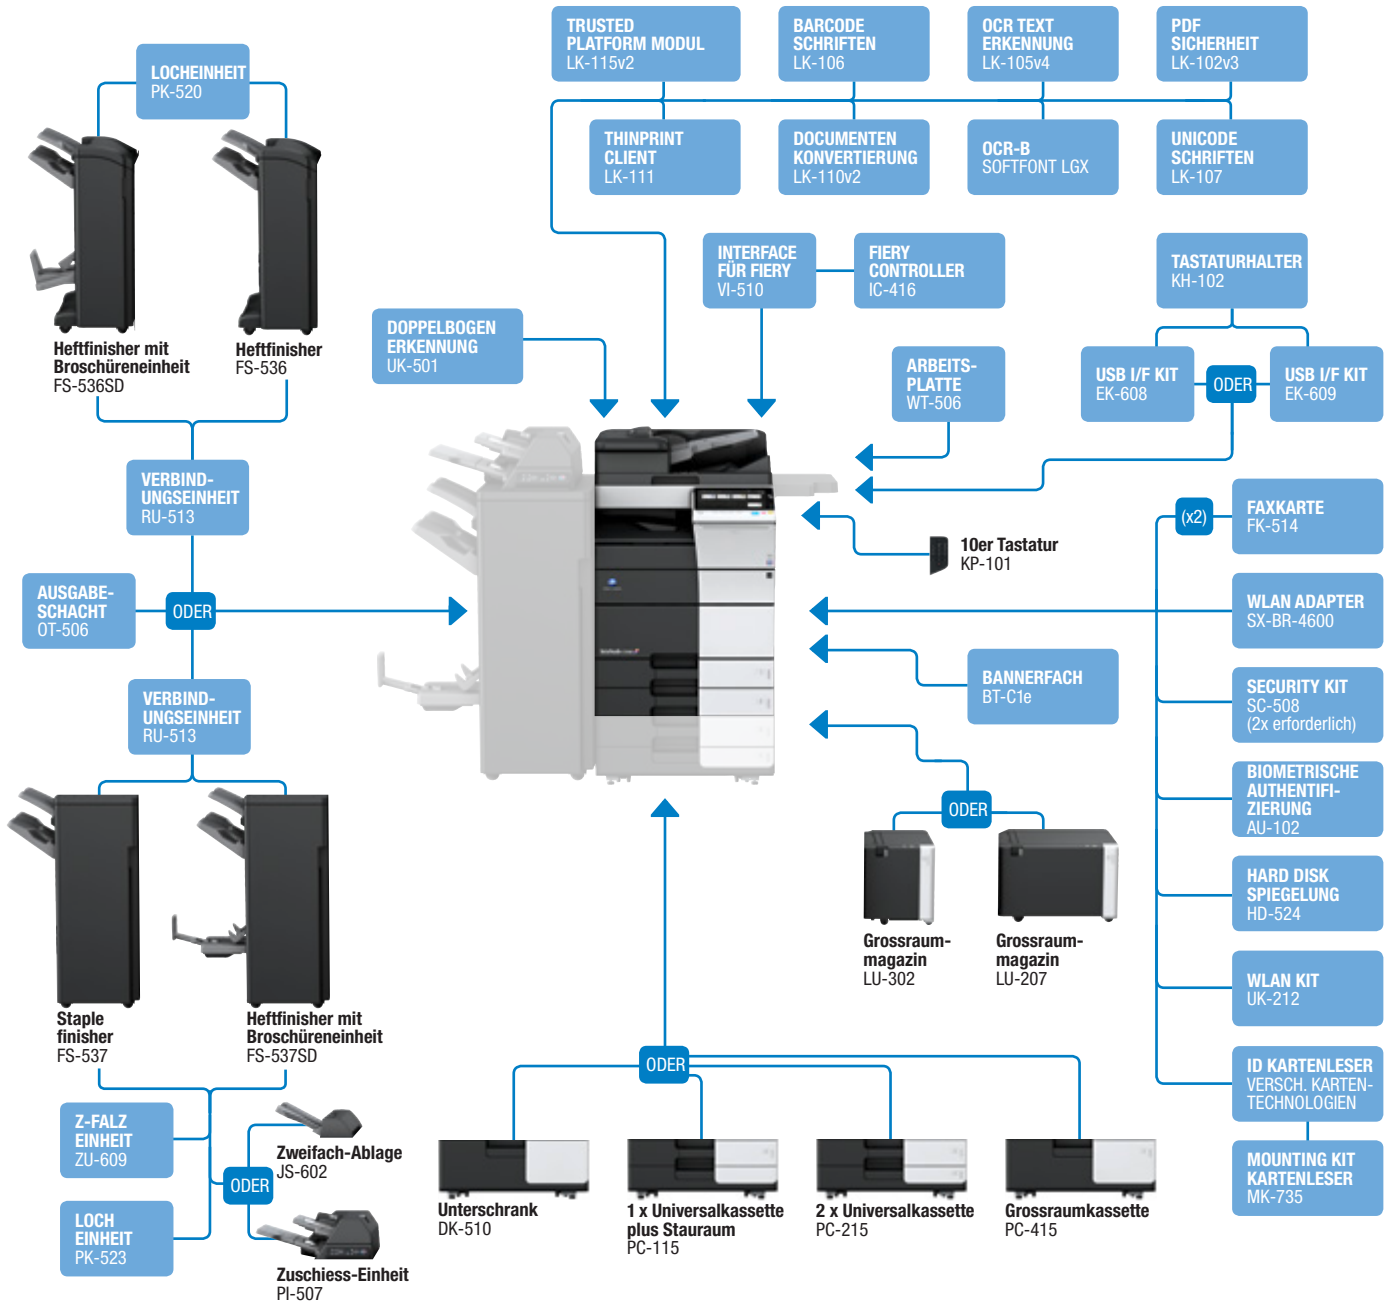 TRUSTED
PLATFORM MODUL
LK-115v2
BARCODE
SCHRIFTEN
LK-106
OCR TEXT
ERKENNUNG
LK-105v4
PDF
SICHERHEIT
LK-102v3
LOCHEINHEIT
PK-520
THINPRINT
CLIENT
LK-111
DOCUMENTEN
KONVERTIERUNG
LK-110v2
OCR-B
SOFTFONT LGX
UNICODE
SCHRIFTEN
LK-107
INTERFACE
FÜR FIERY
VI-510
FIERY
CONTROLLER
IC-416
TASTATURHALTER
KH-102
Heftfinisher mit
Broschüreneinheit
FS-536SD
Heftfinisher
FS-536
DOPPELBOGEN
ERKENNUNG
UK-501
ARBEITS-
PLATTE
WT-506
USB I/F KIT
EK-608
ODER
USB I/F KIT
EK-609
VERBIND-
UNGSEINHEIT
RU-513
(x2)
FAXKARTE
FK-514
10er Tastatur
KP-101
AUSGABE-
SCHACHT
OT-506
ODER
WLAN ADAPTER
SX-BR-4600
BANNERFACH
BT-C1e
SECURITY KIT
SC-508
(2x erforderlich)
VERBIND-
UNGSEINHEIT
RU-513
BIOMETRISCHE
AUTHENTIFI-
ZIERUNG
AU-102
ODER
HARD DISK
SPIEGELUNG
HD-524
Grossraum-
magazin
LU-302
Grossraum-
magazin
LU-207
WLAN KIT
UK-212
Staple
finisher
FS-537
Heftfinisher mit
Broschüreneinheit
FS-537SD
ODER
ID KARTENLESER
VERSCH. KARTEN-
TECHNOLOGIEN
Z-FALZ
EINHEIT
ZU-609
Zweifach-Ablage
JS-602
ODER
MOUNTING KIT
KARTENLESER
MK-735
LOCH
EINHEIT
PK-523
Zuschiess-Einheit
PI-507
Unterschrank
DK-510
1 x Universalkassette
plus Stauraum
PC-115
2 x Universalkassette
PC-215
Grossraumkassette
PC-415